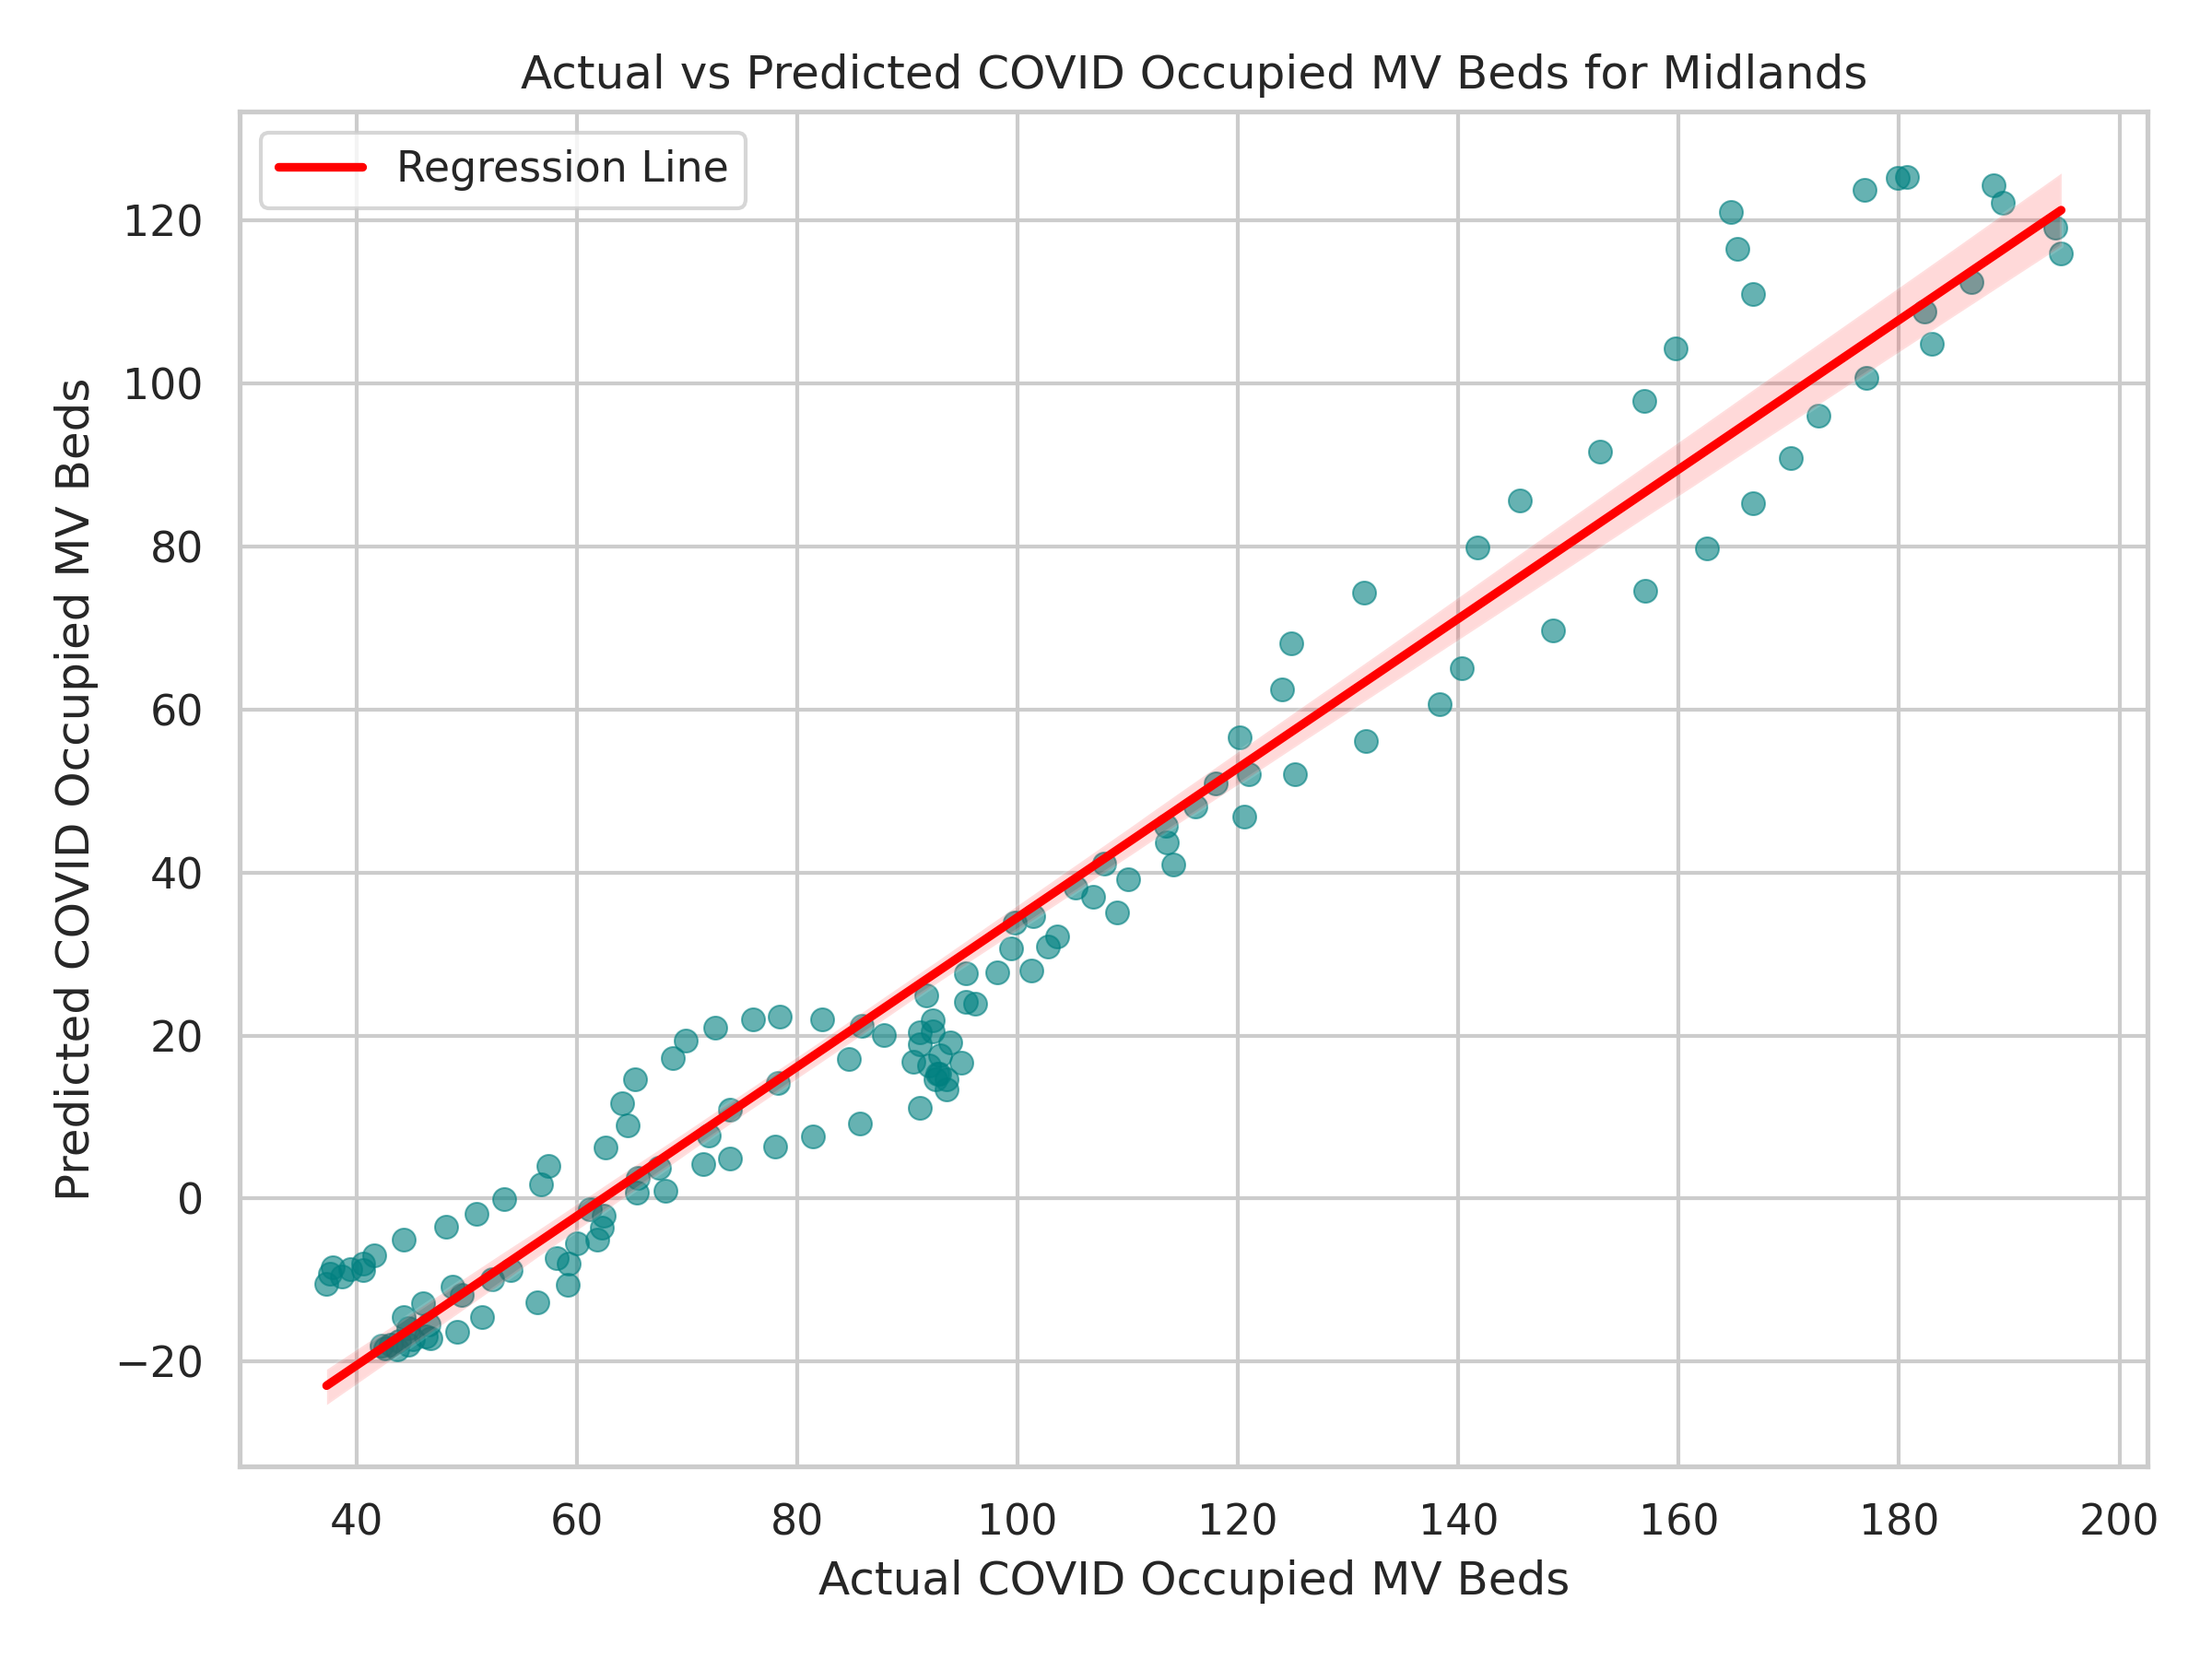 Actual vs Predicted COVID Occupied MV Beds for Midlands
Regression Line
Predicted COVID Occupied MV Beds
120
100
80
60
40
20
0
−20
40 60 80 100 120 140 160 180 200
Actual COVID Occupied MV Beds